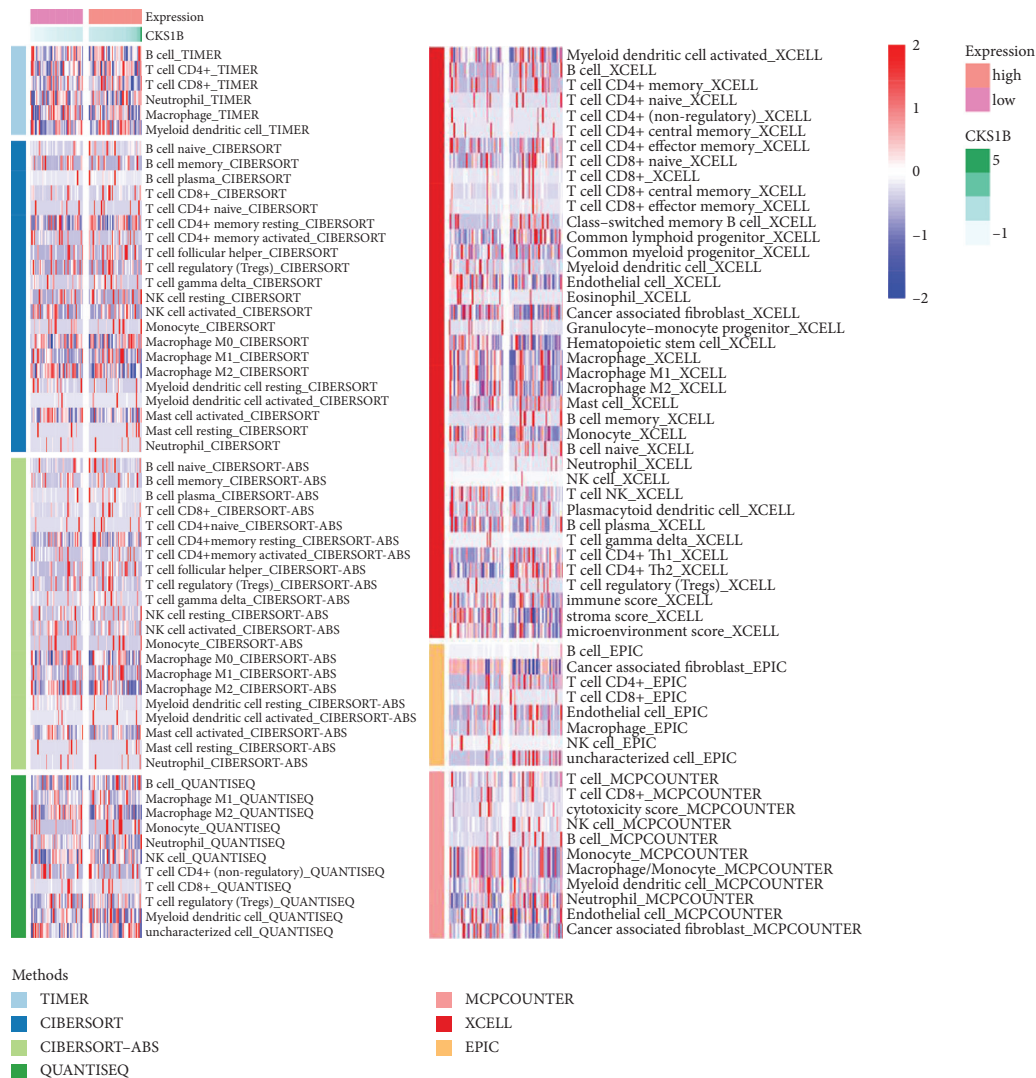 Expression
CKS1B
B cell_TIMER
T cell CD4+_TIMER
T cell CD8+_TIMER
Neutrophil_TIMER
Macrophage_TIMER
Myeloid dendritic cell_TIMER
B cell naive_CIBERSORT
B cell memory_CIBERSORT
B cell plasma_CIBERSORT
T cell CD8+_CIBERSORT
T cell CD4+ naive_CIBERSORT
T cell CD4+ memory resting_CIBERSORT
T cell CD4+ memory activated_CIBERSORT
T cell follicular helper_CIBERSORT
T cell regulatory (Tregs)_CIBERSORT
T cell gamma delta_CIBERSORT
NK cell resting_CIBERSORT
NK cell activated_CIBERSORT
Monocyte_CIBERSORT
Macrophage M0_CIBERSORT
Macrophage M1_CIBERSORT
Macrophage M2_CIBERSORT
Myeloid dendritic cell resting_CIBERSORT
Myeloid dendritic cell activated_CIBERSORT
Mast cell activated_CIBERSORT
Mast cell resting_CIBERSORT
Neutrophil_CIBERSORT
B cell naive_CIBERSORT-ABS
B cell memory_CIBERSORT-ABS
B cell plasma_CIBERSORT-ABS
T cell CD8+_CIBERSORT-ABS
T cell CD4+naive_CIBERSORT-ABS
T cell CD4+memory resting_CIBERSORT-ABS
T cell CD4+memory activated_CIBERSORT-ABS
T cell follicular helper_CIBERSORT-ABS
T cell regulatory (Tregs)_CIBERSORT-ABS
T cell gamma delta_CIBERSORT-ABS
NK cell resting_CIBERSORT-ABS
NK cell activated_CIBERSORT-ABS
Monocyte_CIBERSORT-ABS
Macrophage M0_CIBERSORT-ABS
Macrophage M1_CIBERSORT-ABS
Macrophage M2_CIBERSORT-ABS
Myeloid dendritic cell resting_CIBERSORT-ABS
Myeloid dendritic cell activated_CIBERSORT-ABS
Mast cell activated_CIBERSORT-ABS
Mast cell resting_CIBERSORT-ABS
Neutrophil_CIBERSORT-ABS
B cell_QUANTISEQ
Macrophage M1_QUANTISEQ
Macrophage M2_QUANTISEQ
Monocyte_QUANTISEQ
Neutrophil_QUANTISEQ
NK cell_QUANTISEQ
T cell CD4+ (non-regulatory)_QUANTISEQ
T cell CD8+_QUANTISEQ
T cell regulatory (Tregs)_QUANTISEQ
Myeloid dendritic cell_QUANTISEQ
uncharacterized cell_QUANTISEQ
Myeloid dendritic cell activated_XCELL
B cell_XCELL
T cell CD4+ memory_XCELL
T cell CD4+ naive_XCELL
T cell CD4+ (non-regulatory)_XCELL
T cell CD4+ central memory_XCELL
T cell CD4+ effector memory_XCELL
T cell CD8+ naive_XCELL
T cell CD8+_XCELL
T cell CD8+ central memory_XCELL
T cell CD8+ effector memory_XCELL
Class–switched memory B cell_XCELL
Common lymphoid progenitor_XCELL
Common myeloid progenitor_XCELL
Myeloid dendritic cell_XCELL
Endothelial cell_XCELL
Eosinophil_XCELL
Cancer associated fibroblast_XCELL
Granulocyte–monocyte progenitor_XCELL
Hematopoietic stem cell_XCELL
Macrophage_XCELL
Macrophage M1_XCELL
Macrophage M2_XCELL
Mast cell_XCELL
B cell memory_XCELL
Monocyte_XCELL
B cell naive_XCELL
Neutrophil_XCELL
NK cell_XCELL
T cell NK_XCELL
Plasmacytoid dendritic cell_XCELL
B cell plasma_XCELL
T cell gamma delta_XCELL
T cell CD4+ Th1_XCELL
T cell CD4+ Th2_XCELL
T cell regulatory (Tregs)_XCELL
immune score_XCELL
stroma score_XCELL
microenvironment score_XCELL
B cell_EPIC
Cancer associated fibroblast_EPIC
T cell CD4+_EPIC
T cell CD8+_EPIC
Endothelial cell_EPIC
Macrophage_EPIC
NK cell_EPIC
uncharacterized cell_EPIC
T cell_MCPCOUNTER
T cell CD8+_MCPCOUNTER
cytotoxicity score_MCPCOUNTER
NK cell_MCPCOUNTER
B cell_MCPCOUNTER
Monocyte_MCPCOUNTER
Macrophage/Monocyte_MCPCOUNTER
Myeloid dendritic cell_MCPCOUNTER
Neutrophil_MCPCOUNTER
Endothelial cell_MCPCOUNTER
Cancer associated fibroblast_MCPCOUNTER
2
1
0
−1
−2
Expression
high
low
CKS1B
5
−1
Methods
TIMER
CIBERSORT
CIBERSORT–ABS
QUANTISEQ
MCPCOUNTER
XCELL
EPIC